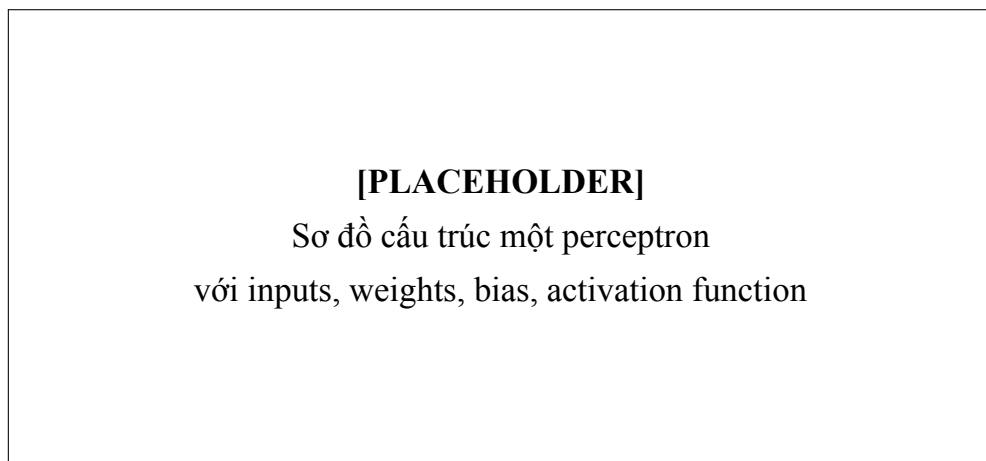 [PLACEHOLDER]
Sơ đồ cấu trúc một perceptron
với inputs, weights, bias, activation function